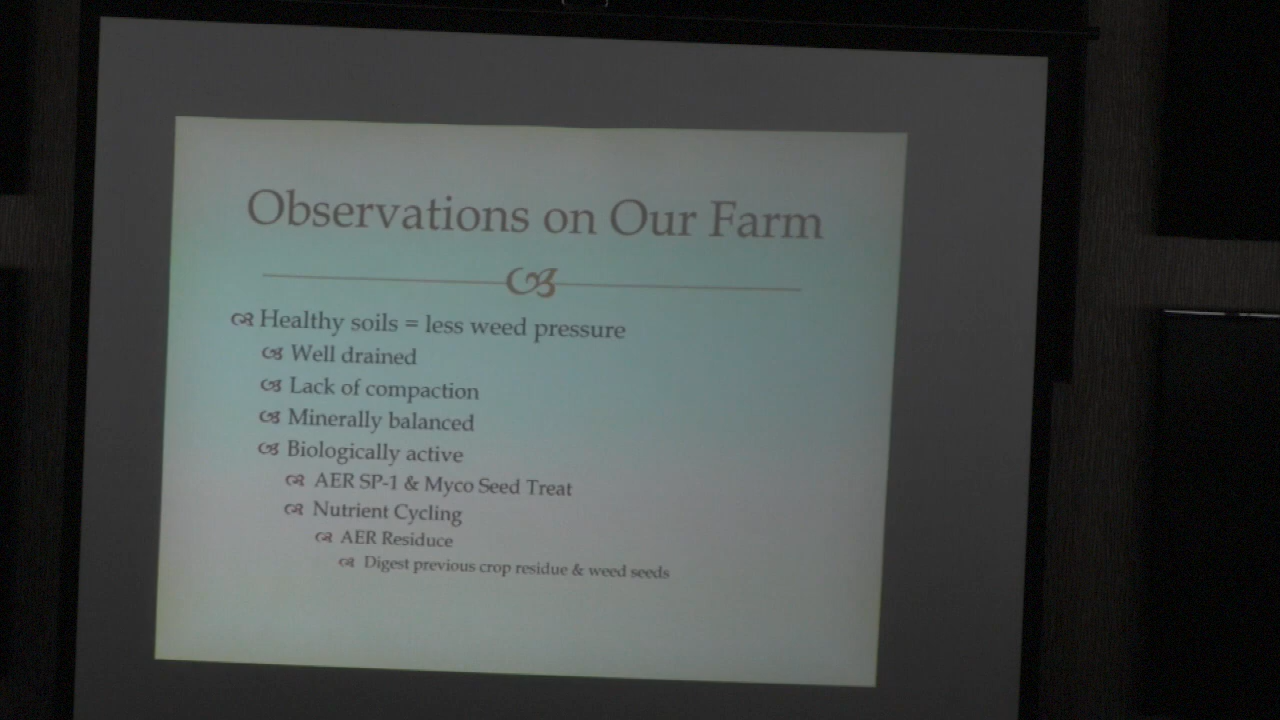 Observations on Our Farm
Healthy soils = less weed pressure
Well drained
Lack of compaction
Minerally balanced
Biologically active
AER SP-1 & Myco Seed Treat
Nutrient Cycling
AER Residuce
Digest previous crop residue & weed seeds